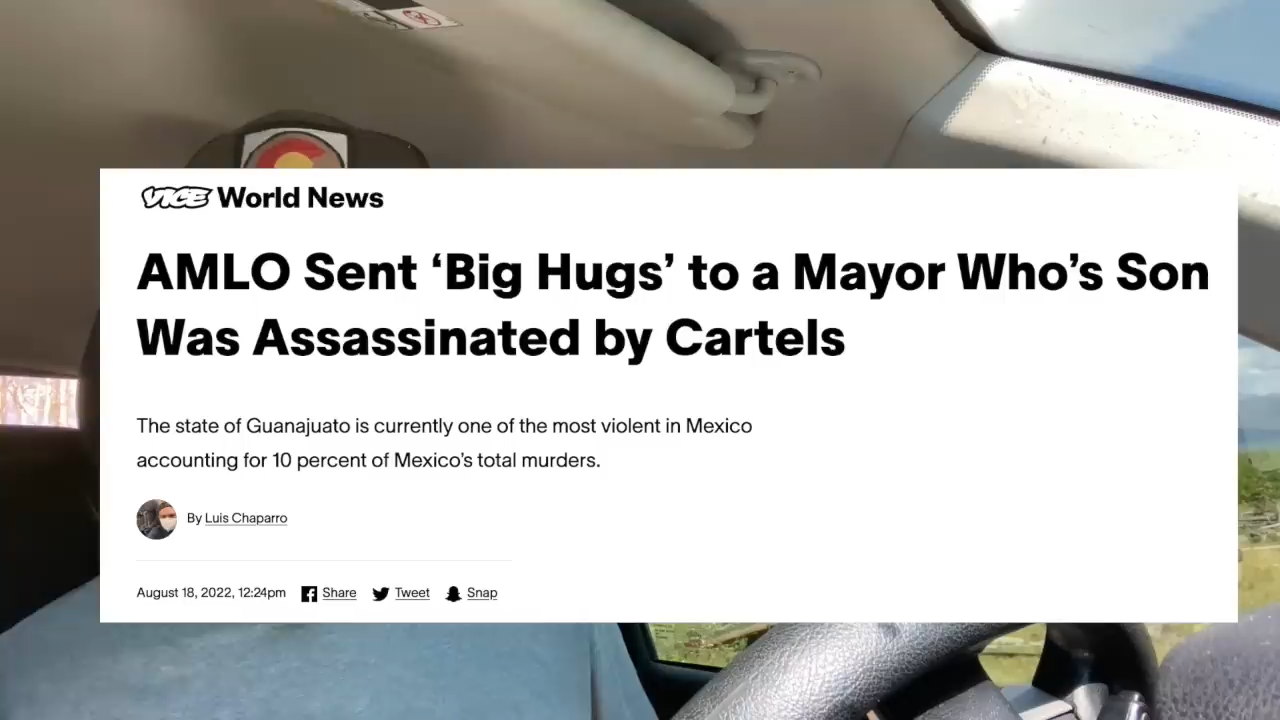 VICE World News
AMLO Sent ‘Big Hugs’ to a Mayor Who’s Son
Was Assassinated by Cartels
The state of Guanajuato is currently one of the most violent in Mexico
accounting for 10 percent of Mexico’s total murders.
By Luis Chaparro
August 18, 2022, 12:24pm Share Tweet Snap